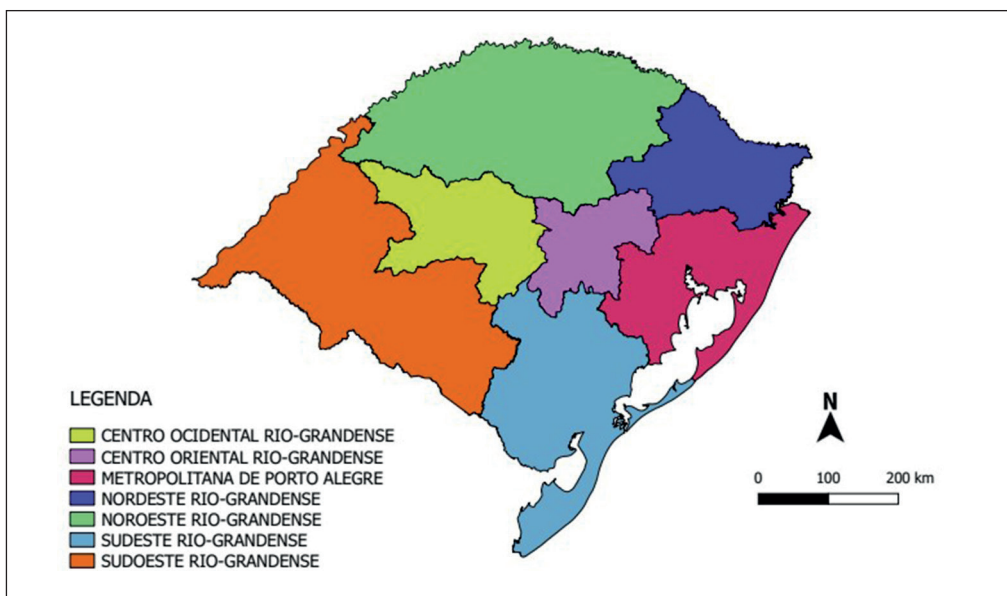 LEGENDA
CENTRO OCIDENTAL RIO-GRANDENSE
CENTRO ORIENTAL RIO-GRANDENSE
METROPOLITANA DE PORTO ALEGRE
NORDESTE RIO-GRANDENSE
NOROESTE RIO-GRANDENSE
SUDESTE RIO-GRANDENSE
SUDOESTE RIO-GRANDENSE
N
0 100 200 km